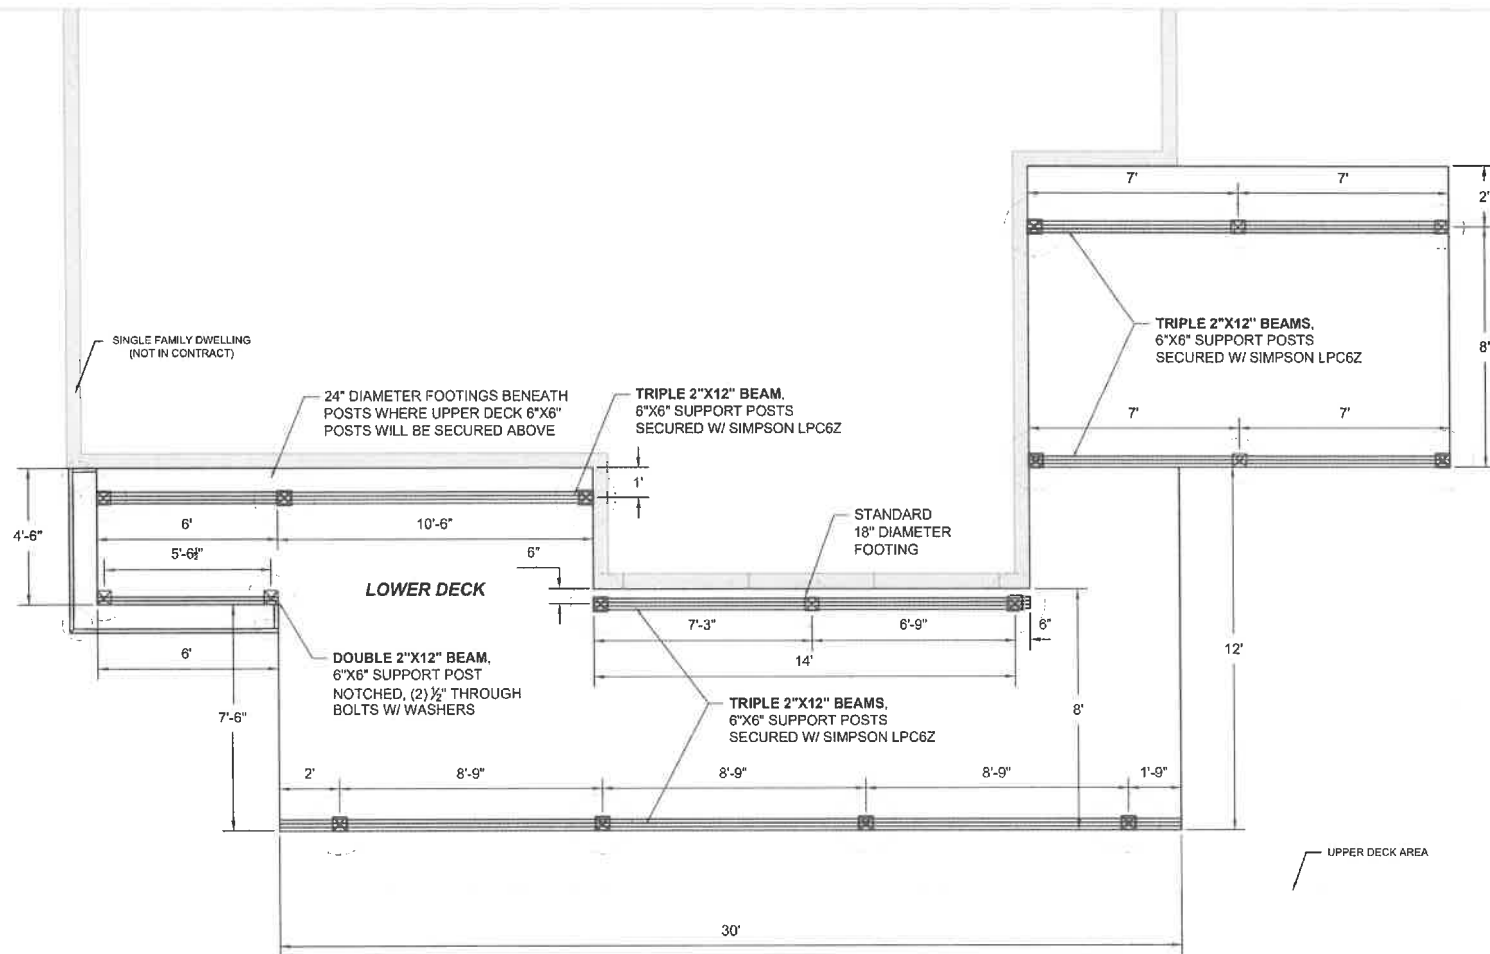 7'
7'
2'
TRIPLE 2"X12" BEAMS,
6"X6" SUPPORT POSTS
SECURED W/ SIMPSON LPC6Z
8'
7'
7'
SINGLE FAMILY DWELLING
(NOT IN CONTRACT)
24" DIAMETER FOOTINGS BENEATH
POSTS WHERE UPPER DECK 6"X6"
POSTS WILL BE SECURED ABOVE
TRIPLE 2"X12" BEAM,
6"X6" SUPPORT POSTS
SECURED W/ SIMPSON LPC6Z
1'
4'-6"
6'
10'-6"
5'-6½"
6"
LOWER DECK
STANDARD
18" DIAMETER
FOOTING
7'-3"
6'-9"
6"
14'
12'
6'
DOUBLE 2"X12" BEAM,
6"X6" SUPPORT POST
NOTCHED, (2) ½" THROUGH
BOLTS W/ WASHERS
7'-6"
TRIPLE 2"X12" BEAMS,
6"X6" SUPPORT POSTS
SECURED W/ SIMPSON LPC6Z
8'
2'
8'-9"
8'-9"
8'-9"
1'-9"
UPPER DECK AREA
30'